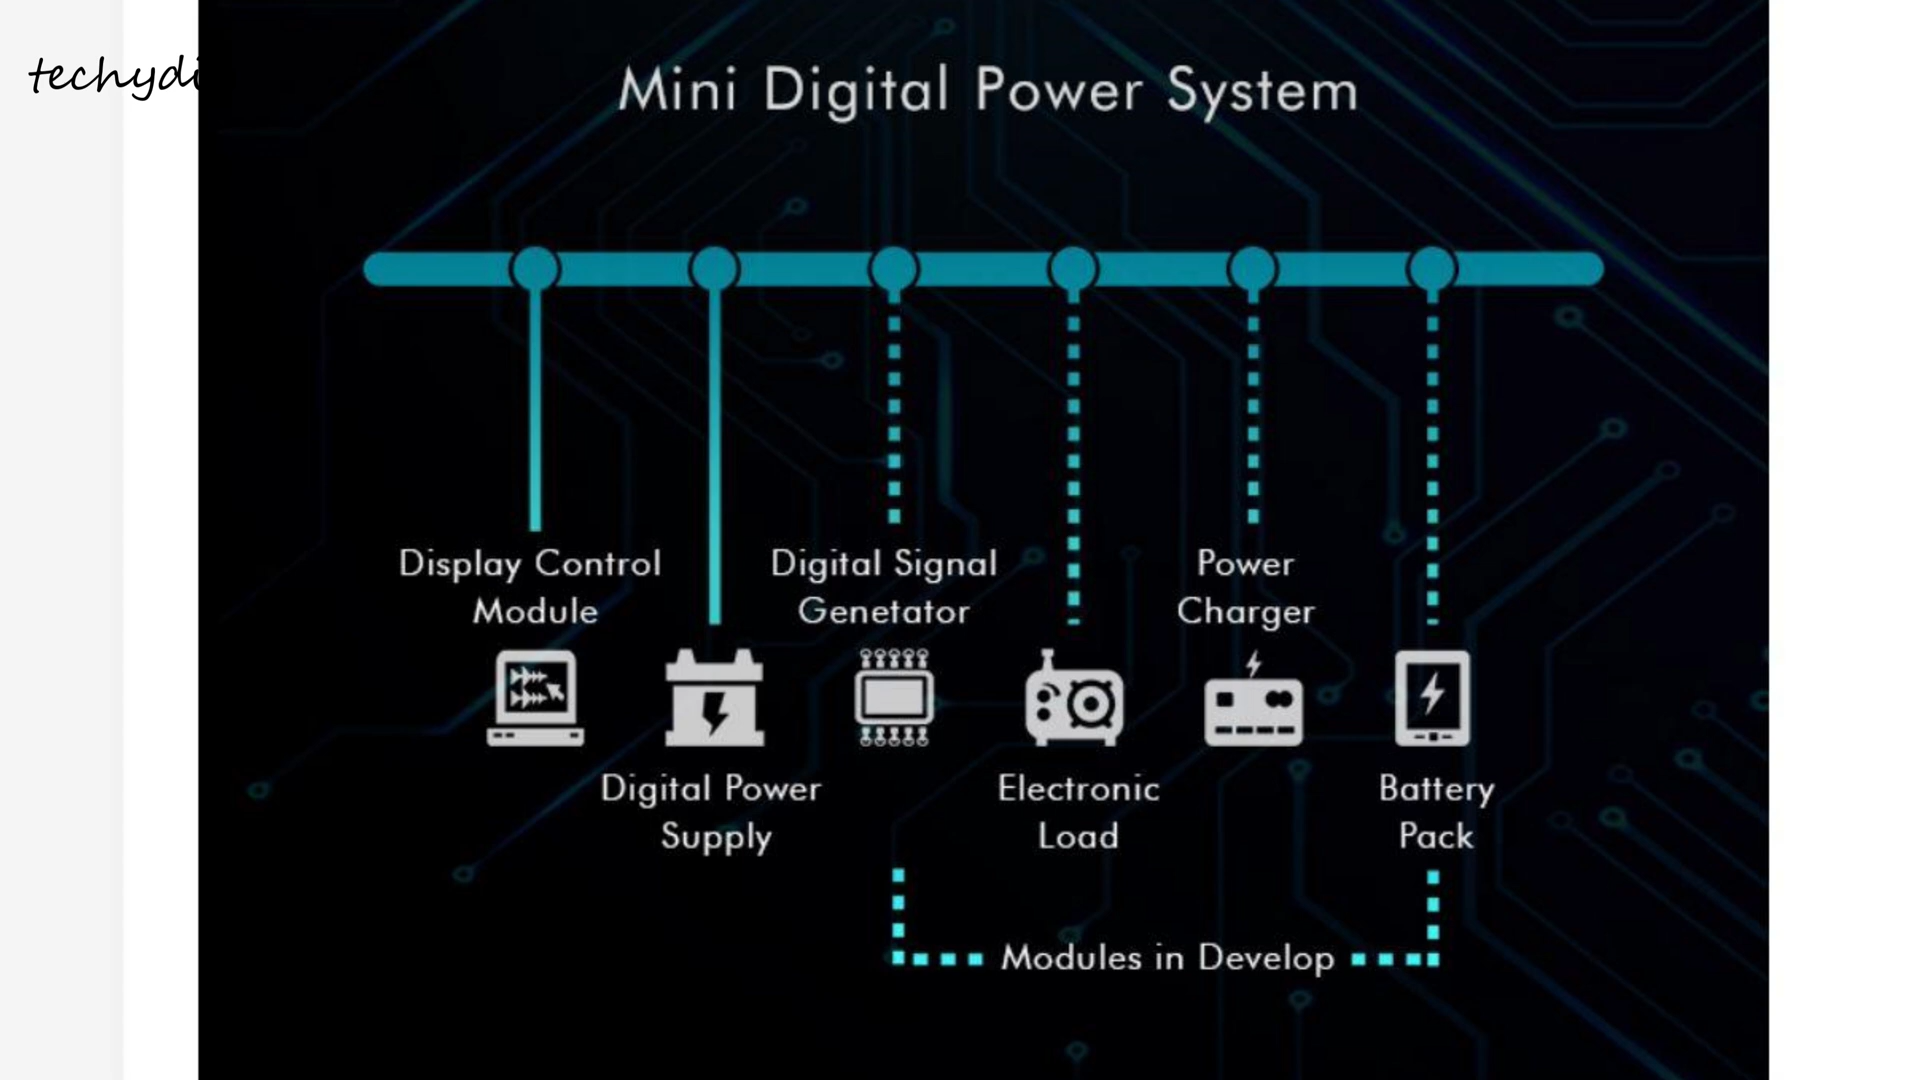 techydi
Mini Digital Power System
Display Control
Module
Digital Signal
Genetator
Power
Charger
Digital Power
Supply
Electronic
Load
Battery
Pack
Modules in Develop